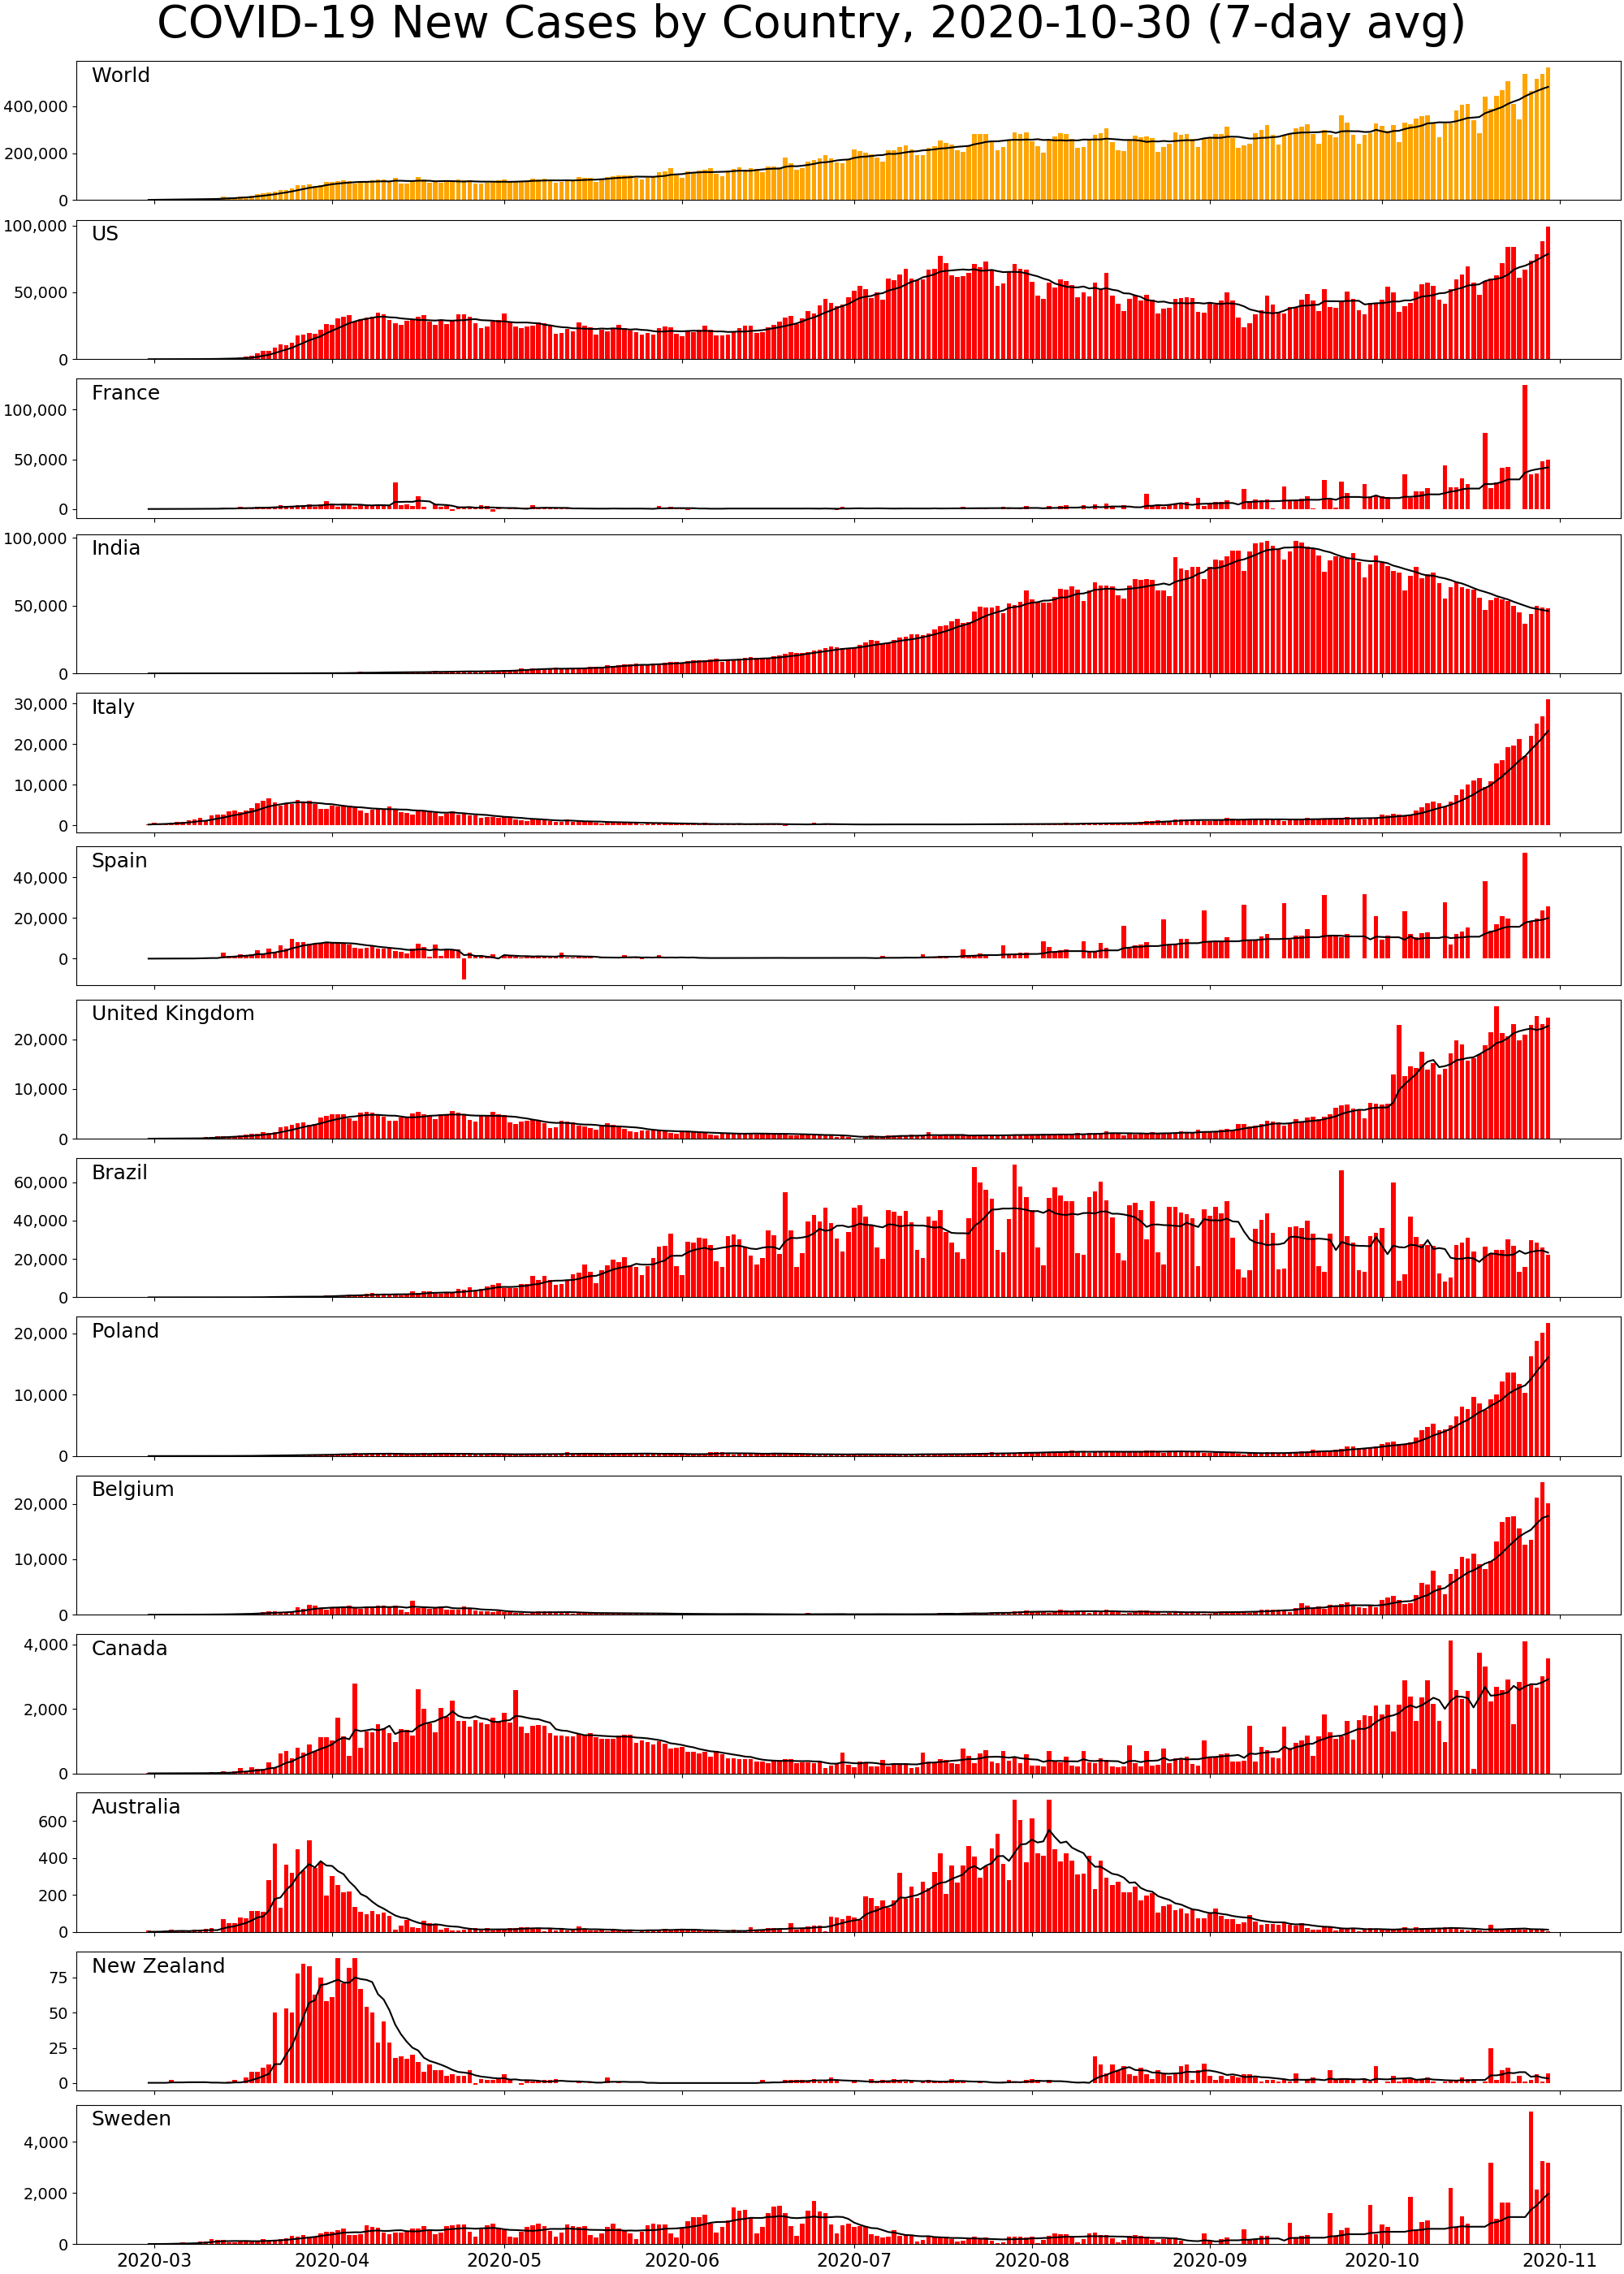 COVID-19 New Cases by Country, 2020-10-30 (7-day avg)
World
400,000
200,000
0
US
100,000
50,000
0
France
100,000
50,000
0
India
100,000
50,000
0
Italy
30,000
20,000
10,000
0
Spain
40,000
20,000
0
United Kingdom
20,000
10,000
0
Brazil
60,000
40,000
20,000
0
Poland
20,000
10,000
0
Belgium
20,000
10,000
0
Canada
4,000
2,000
0
Australia
600
400
200
0
New Zealand
75
50
25
0
Sweden
4,000
2,000
0
2020-03 2020-04 2020-05 2020-06 2020-07 2020-08 2020-09 2020-10 2020-11